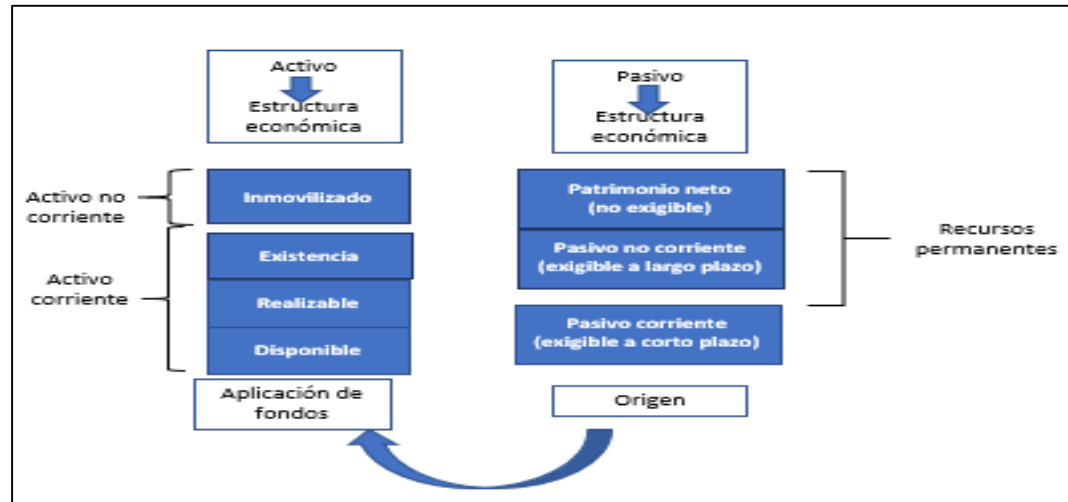 Activo
Estructura
económica
Pasivo
Estructura
económica
Activo no
corriente
Inmovilizado
Activo
corriente
Existencia
Realizable
Disponible
Patrimonio neto
(no exigible)
Pasivo no corriente
(exigible a largo plazo)
Pasivo corriente
(exigible a corto plazo)
Recursos
permanentes
Aplicación de
fondos
Origen